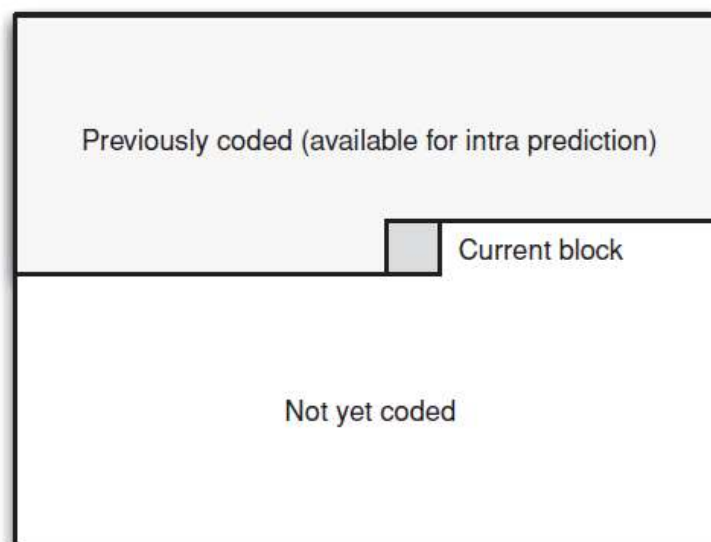 Previously coded (available for intra prediction)
Current block
Not yet coded